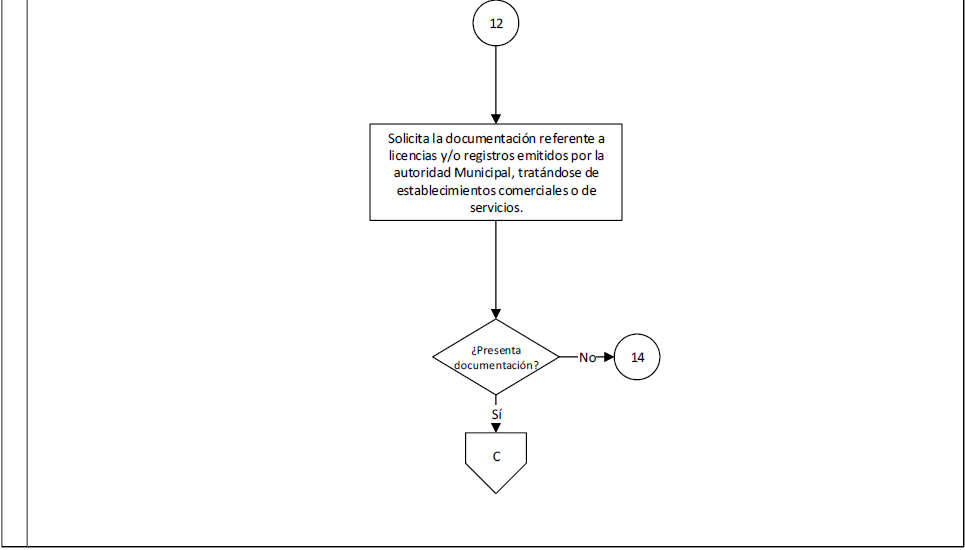 12
Solicita la documentación referente a
licencias y/o registros emitidos por la
autoridad Municipal, tratándose de
establecimientos comerciales o de
servicios.
¿Presenta
documentación?
No
14
Sí
C